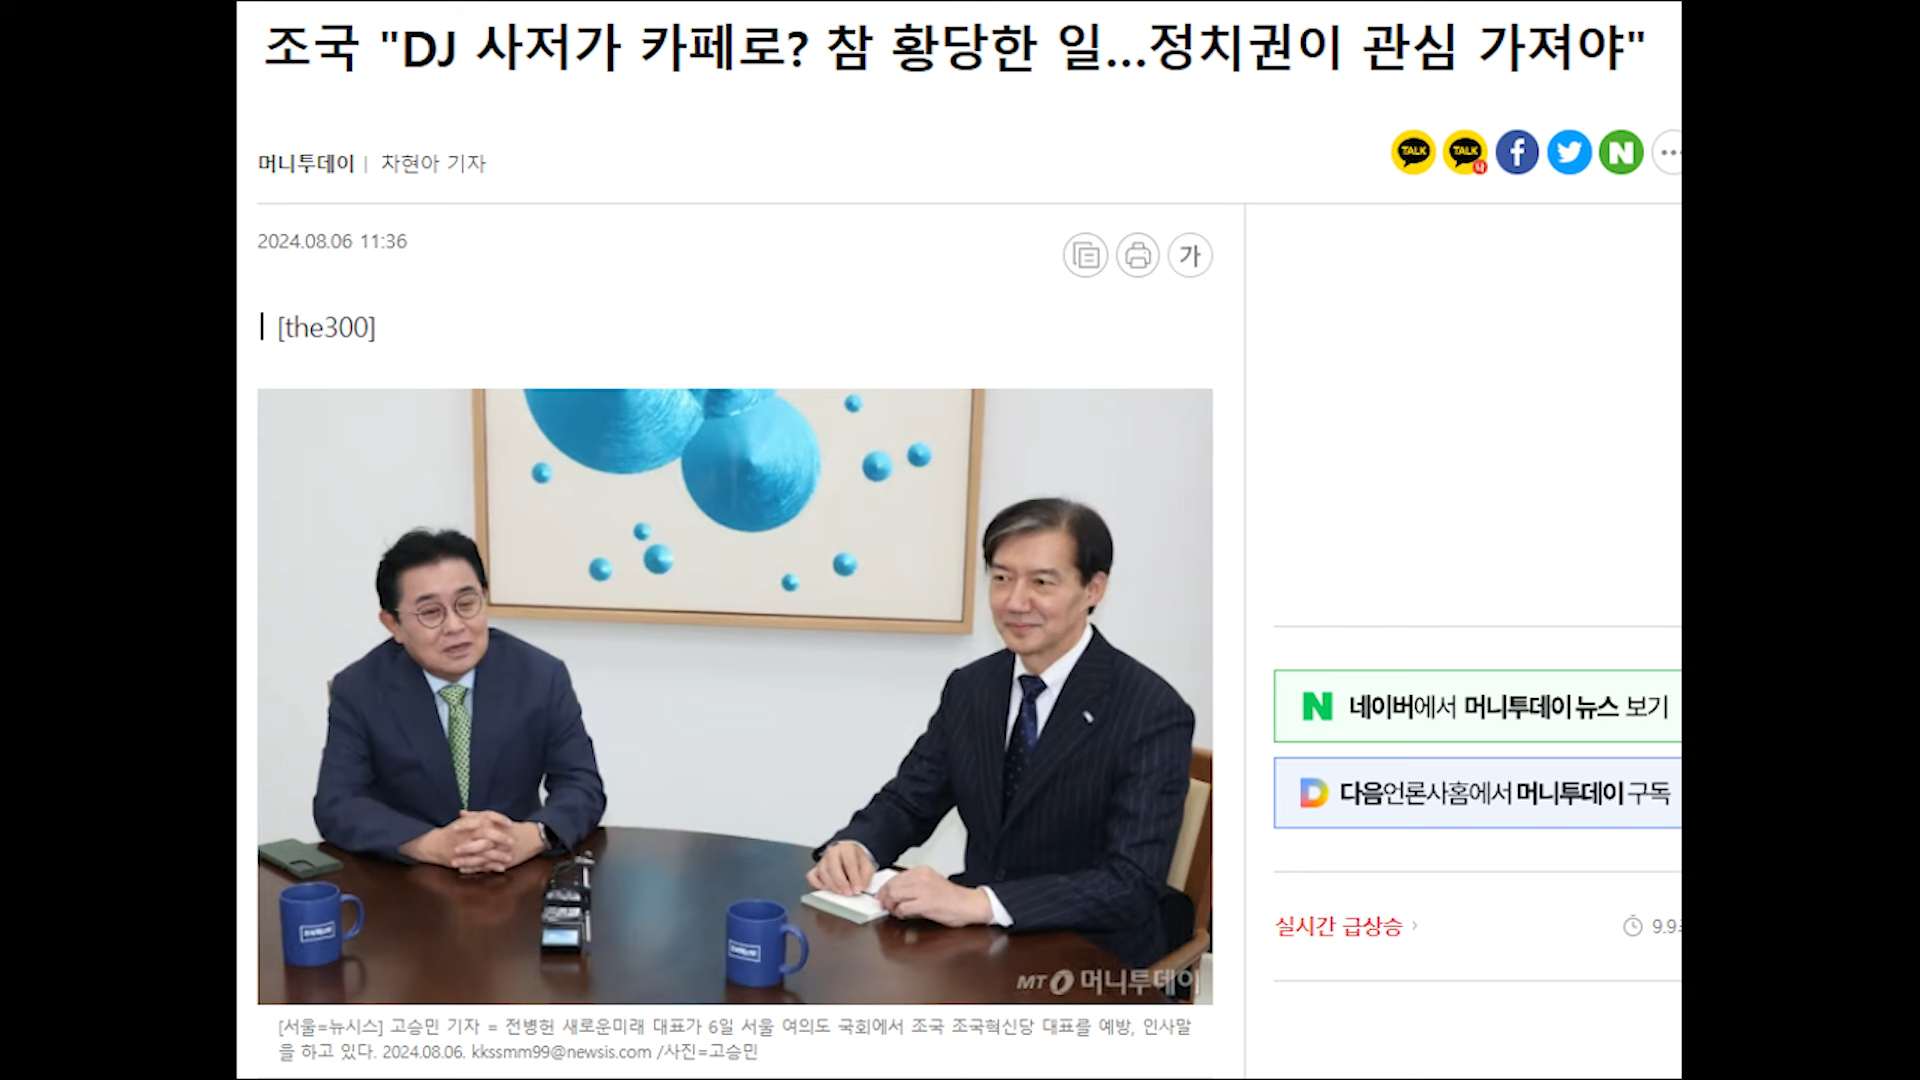 조국 "DJ 사저가 카페로? 참 황당한 일...정치권이 관심 가져야"
TALK
TALK
나
f
N
머니투데이 | 차현아 기자
2024.08.06 11:36
가
[the300]
N 네이버에서 머니투데이 뉴스 보기
D 다음언론사홈에서 머니투데이 구독
실시간 급상승 ›
MT 머니투데이
[서울=뉴시스] 고승민 기자 = 전병헌 새로운미래 대표가 6일 서울 여의도 국회에서 조국 조국혁신당 대표를 예방, 인사말
을 하고 있다. 2024.08.06. kkssmm99@newsis.com /사진=고승민